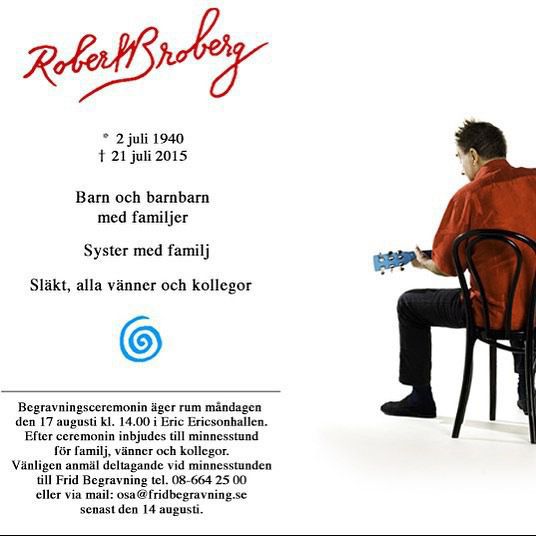 Robert Broberg
* 2 juli 1940
† 21 juli 2015
Barn och barnbarn
med familjer
Syster med familj
Släkt, alla vänner och kollegor
Begravningsceremonin äger rum måndagen
den 17 augusti kl. 14.00 i Eric Ericsonhallen.
Efter ceremonin inbjudes till minnesstund
för familj, vänner och kollegor.
Vänligen anmäl deltagande vid minnesstunden
till Frid Begravning tel. 08-664 25 00
eller via mail: osa@fridbegravning.se
senast den 14 augusti.